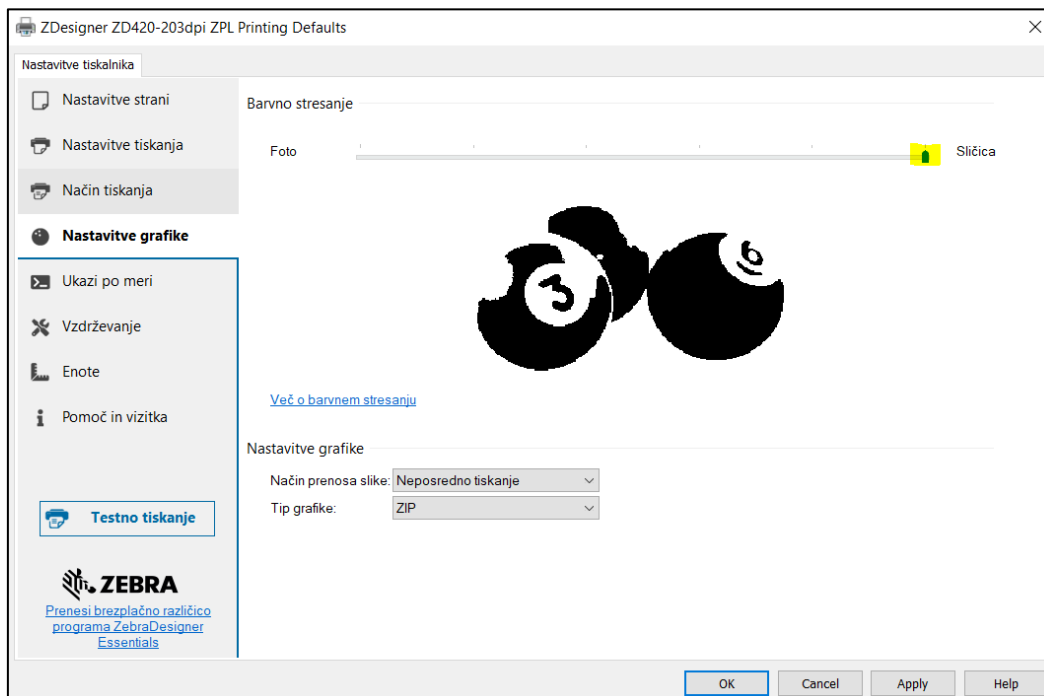 ZDesigner ZD420-203dpi ZPL Printing Defaults
Nastavitve tiskalnika
Nastavitve strani
Nastavitve tiskanja
Način tiskanja
Nastavitve grafike
Ukazi po meri
Vzdrževanje
Enote
Pomoč in vizitka
Testno tiskanje
ZEBRA
Prenesi brezplačno različico
programa ZebraDesigner
Essentials
Barvno stresanje
Foto
Sličica
3
6
Več o barvnem stresanju
Nastavitve grafike
Način prenosa slike: Neposredno tiskanje
Tip grafike: ZIP
OK Cancel Apply Help